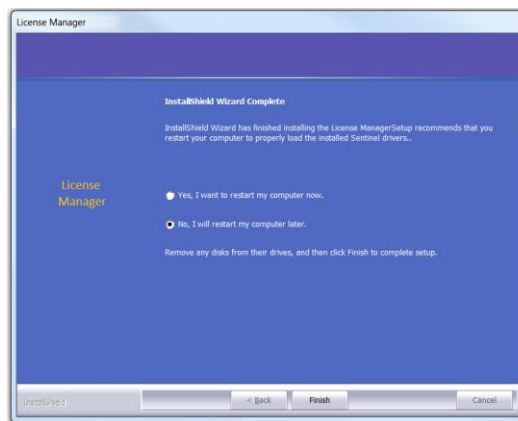 License Manager
InstallShield Wizard Complete
InstallShield Wizard has finished installing the License ManagerSetup recommends that you
restart your computer to properly load the installed Sentinel drivers..
License
Manager
Yes, I want to restart my computer now.
No, I will restart my computer later.
Remove any disks from their drives, and then click Finish to complete setup.
InstallShield
< Back
Finish
Cancel